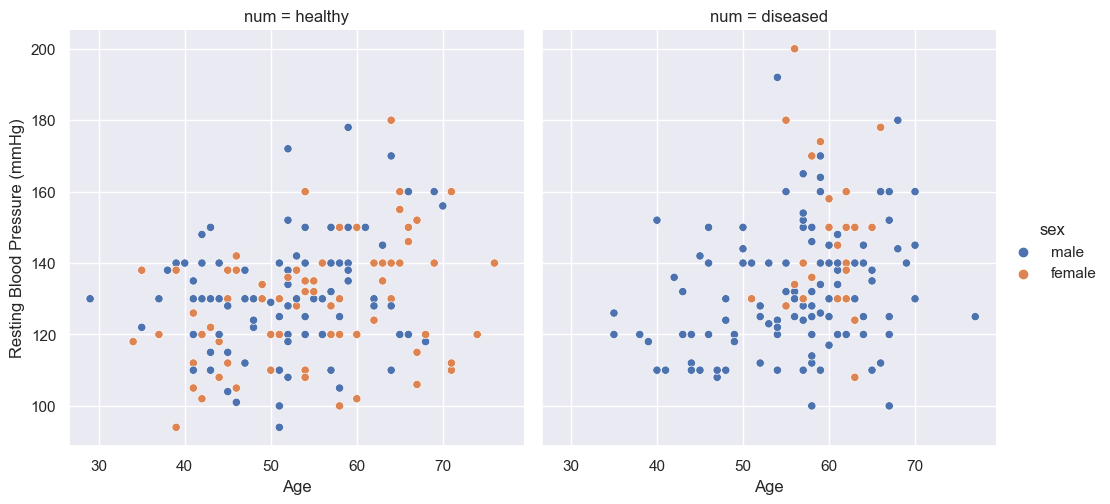 num = healthy
num = diseased
200
180
160
140
120
100
Resting Blood Pressure (mmHg)
30 40 50 60 70
30 40 50 60 70
Age
Age
sex
male
female